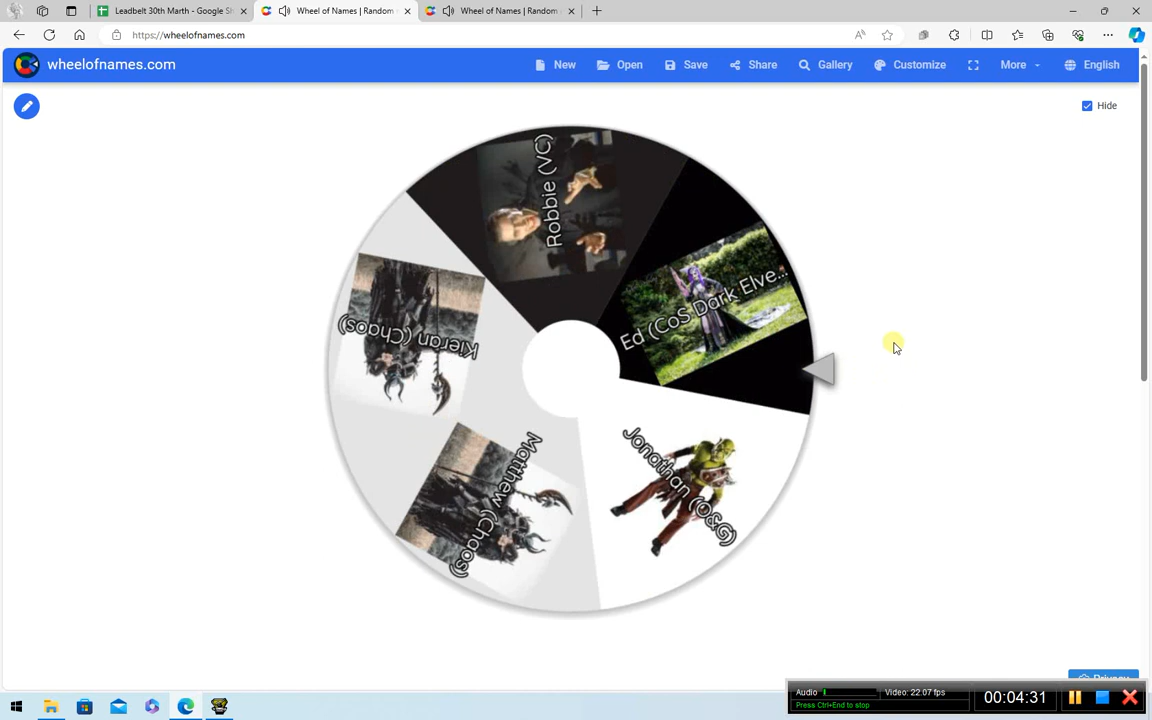 Leadbelt 30th Marth - Google Sh
Wheel of Names | Random
Wheel of Names | Random
https://wheelofnames.com
wheelofnames.com
New
Open
Save
Share
Gallery
Customize
More
English
Hide
Robbie (VC)
Ed (CoS Dark Elve...
Kieran (Chaos)
Matthew (Chaos)
Jonathan (O&G)
Privacy
Audio
Video: 22.07 fps
Press Ctrl+End to stop
00:04:31